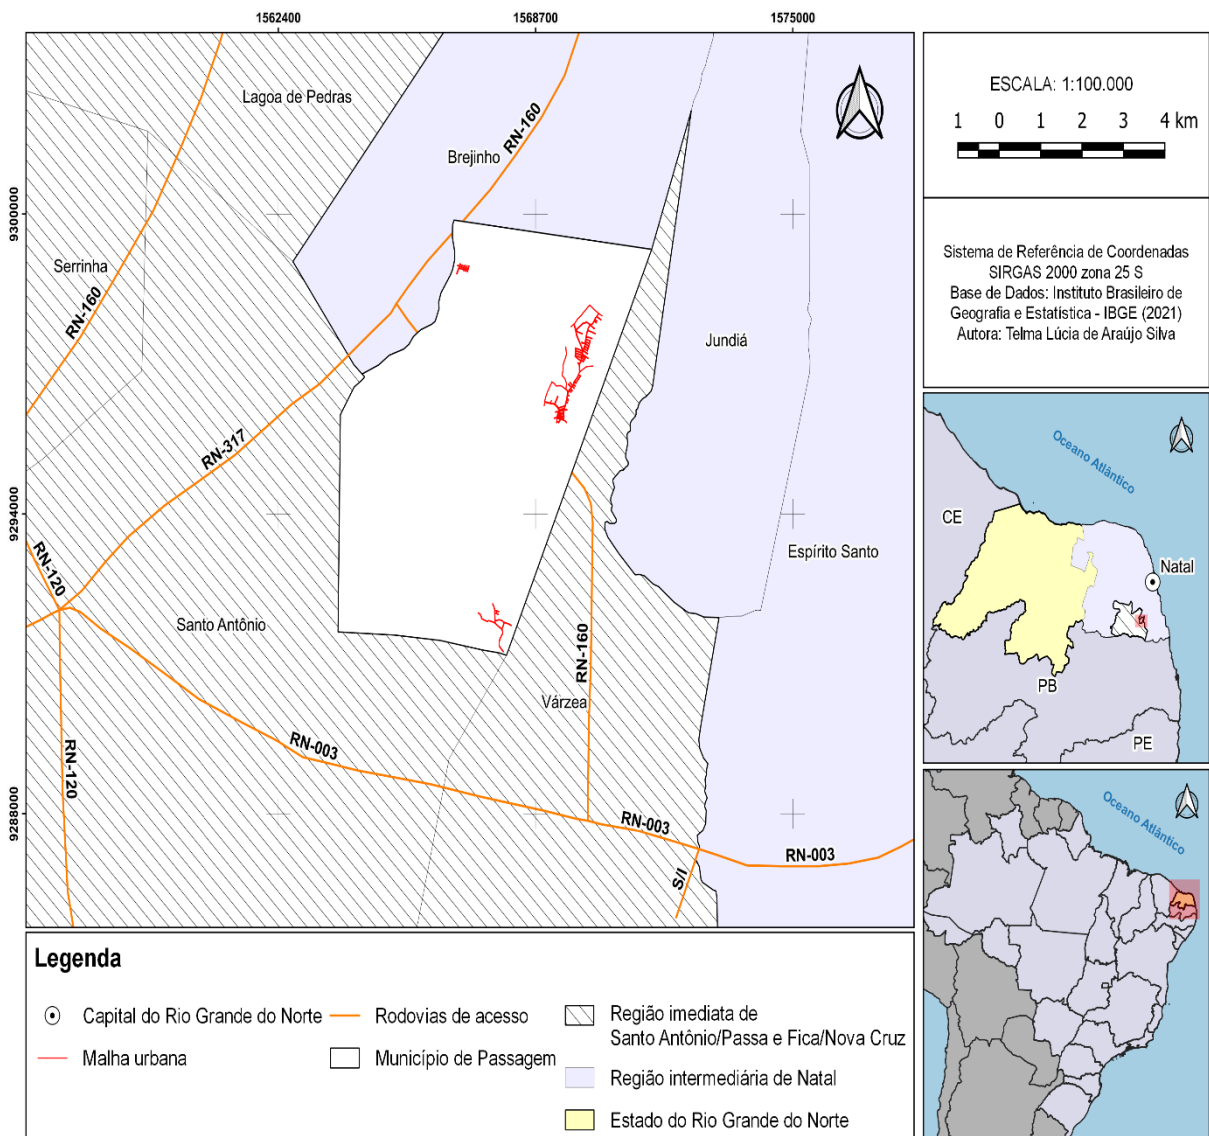 1562400
1568700
1575000
9300000
9294000
9288000
Lagoa de Pedras
RN-160
Brejinho
Serrinha
RN-160
Jundiá
RN-317
RN-120
Espírito Santo
Santo Antônio
RN-160
Várzea
RN-120
RN-003
RN-003
RN-003
S/I
ESCALA: 1:100.000
1 0 1 2 3 4 km
Sistema de Referência de Coordenadas
SIRGAS 2000 zona 25 S
Base de Dados: Instituto Brasileiro de
Geografia e Estatística - IBGE (2021)
Autora: Telma Lúcia de Araújo Silva
Oceano Atlântico
CE
Natal
PB
PE
Oceano Atlântico
Legenda
Capital do Rio Grande do Norte
Malha urbana
Rodovias de acesso
Município de Passagem
Região imediata de
Santo Antônio/Passa e Fica/Nova Cruz
Região intermediária de Natal
Estado do Rio Grande do Norte